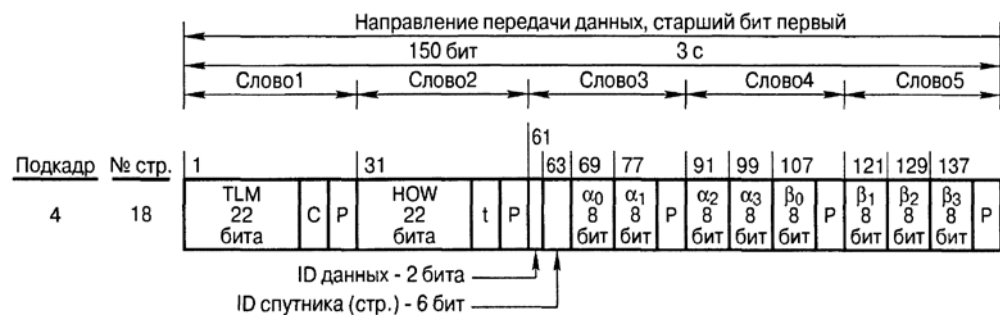 Направление передачи данных, старший бит первый
150 бит 3 с
Слово1 Слово2 Слово3 Слово4 Слово5
61
Подкадр № стр. 1 31 63 69 77 91 99 107 121 129 137
4 18 TLM 22 бита C P HOW 22 бита t P α₀ 8 бит α₁ 8 бит P α₂ 8 бит α₃ 8 бит β₀ 8 бит P β₁ 8 бит β₂ 8 бит β₃ 8 бит P
ID данных - 2 бита
ID спутника (стр.) - 6 бит